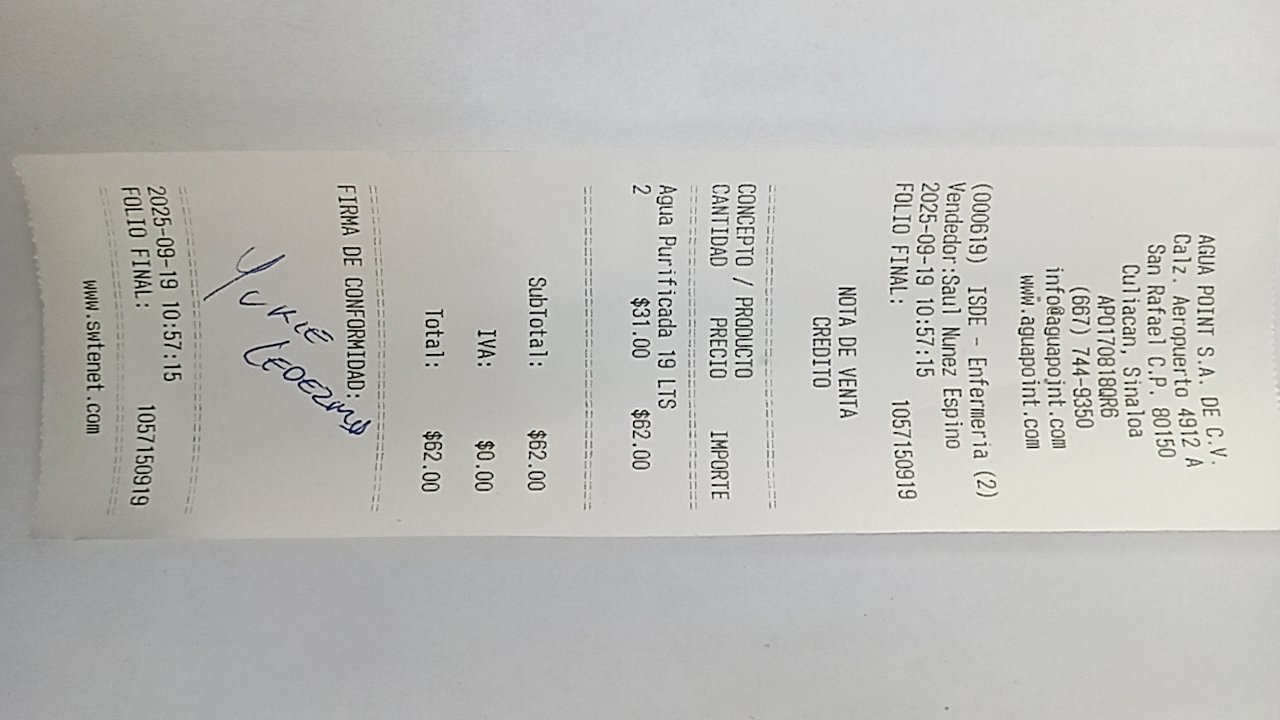 AGUA POINT S.A. DE C.V.
Calz. Aeropuerto 4912 A
San Rafael C.P. 80150
Culiacan, Sinaloa
APO170818QR6
(667) 744-9350
info@aguapoint.com
www.aguapoint.com
(000619) ISDE - Enfermeria (2)
Vendedor:Saul Nunez Espino
2025-09-19 10:57:15
FOLIO FINAL: 1057150919
NOTA DE VENTA
CREDITO
CONCEPTO / PRODUCTO
CANTIDAD PRECIO IMPORTE
Agua Purificada 19 LTS
2 $31.00 $62.00
SubTotal: $62.00
IVA: $0.00
Total: $62.00
FIRMA DE CONFORMIDAD:
YURIE
LEDEZMA
2025-09-19 10:57:15
FOLIO FINAL: 1057150919
www.swtenet.com